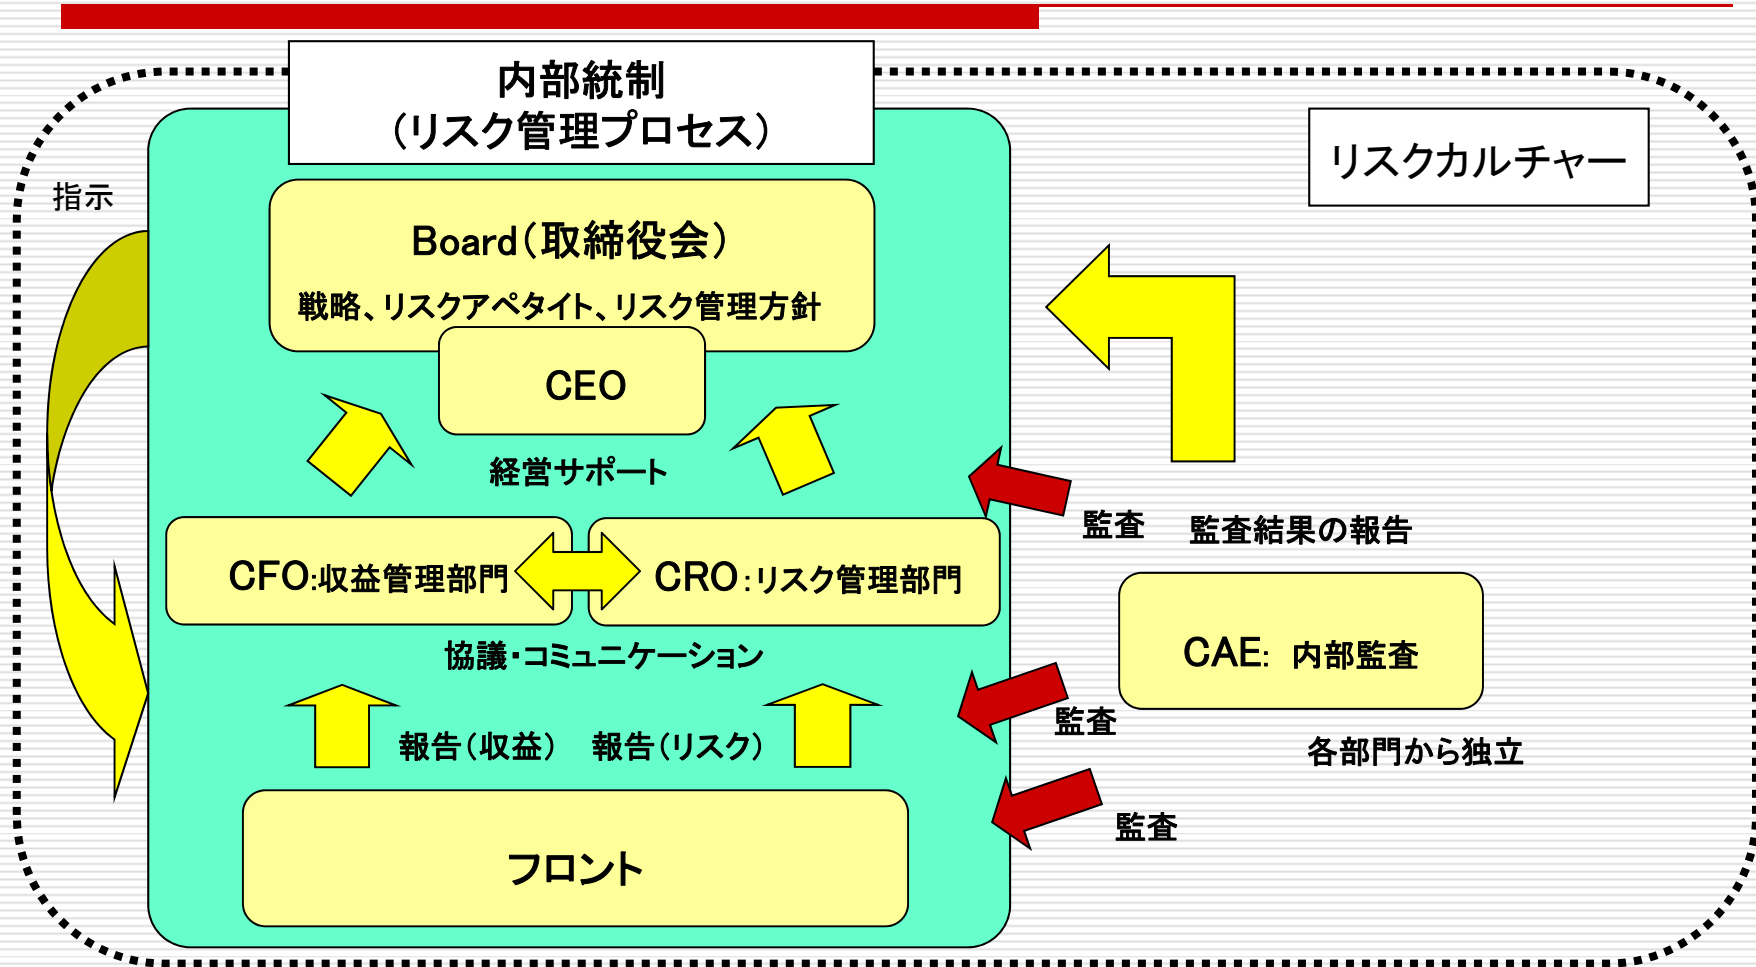 内部統制
（リスク管理プロセス）
リスクカルチャー
指示
Board（取締役会）
戦略、リスクアペタイト、リスク管理方針
CEO
経営サポート
監査
監査結果の報告
CFO:収益管理部門
CRO：リスク管理部門
協議・コミュニケーション
CAE： 内部監査
監査
報告（収益）
報告（リスク）
各部門から独立
監査
フロント